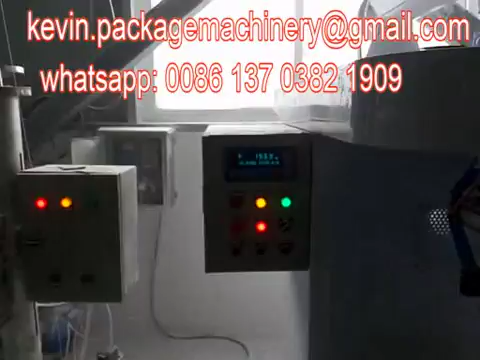 kevin.packagemachinery@gmail.com
whatsapp: 0086 137 0382 1909